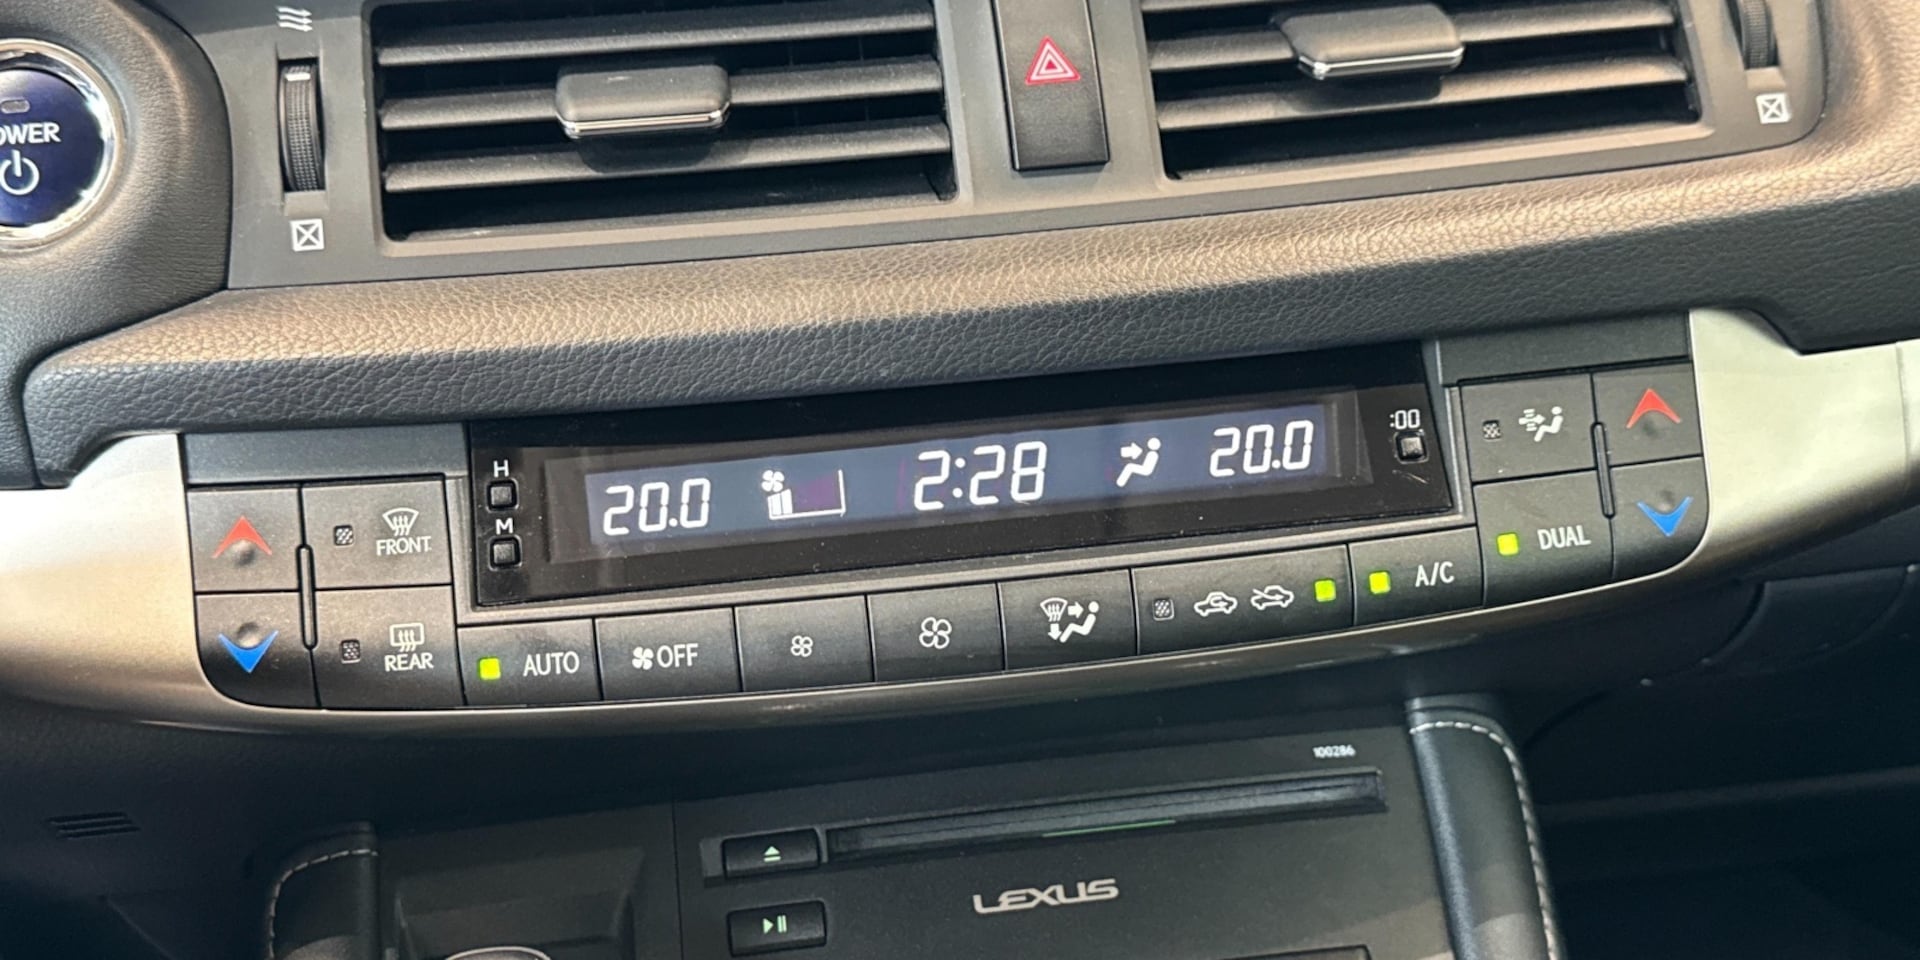 OWER
H
M
:00
20.0 2:28 20.0
FRONT
REAR
AUTO
OFF
A/C
DUAL
100286
LEXUS